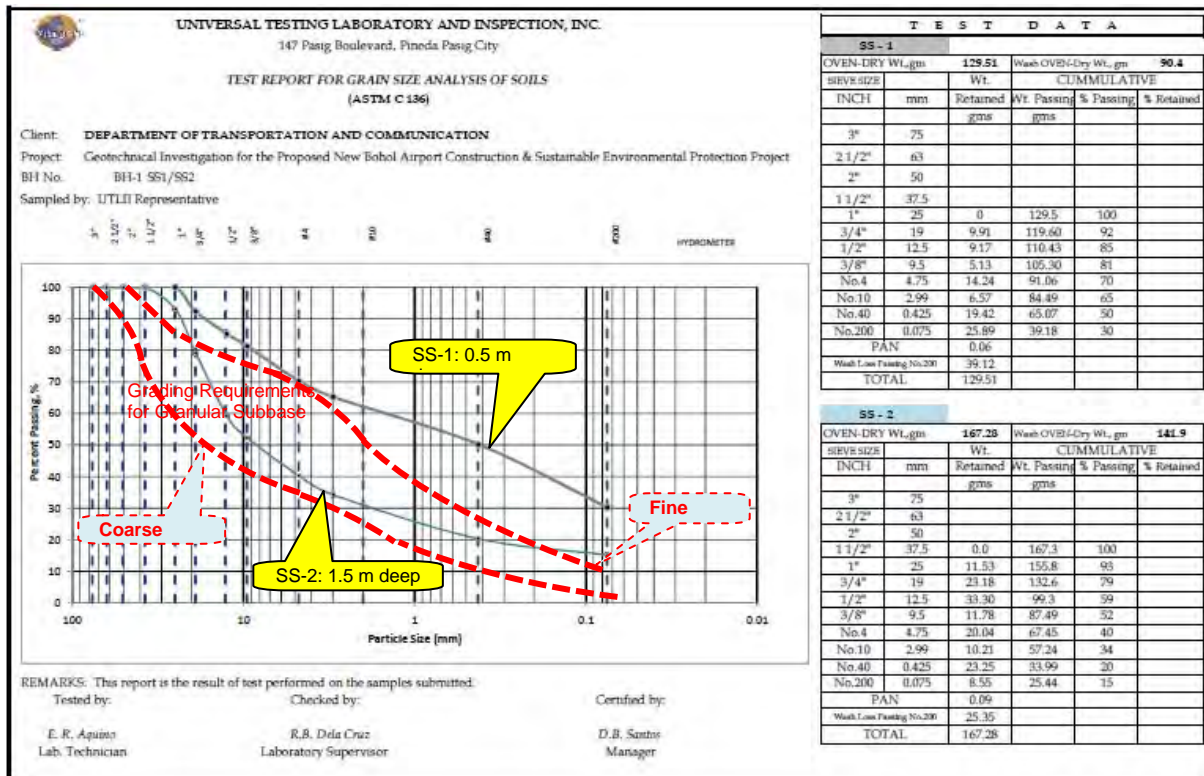 UNIVERSAL TESTING LABORATORY AND INSPECTION, INC.
147 Pasig Boulevard, Pineda Pasig City
TEST REPORT FOR GRAIN SIZE ANALYSIS OF SOILS
(ASTM C 136)
Client: DEPARTMENT OF TRANSPORTATION AND COMMUNICATION
Project: Geotechnical Investigation for the Proposed New Bohol Airport Construction & Sustainable Environmental Protection Project
BH No. BH-1 SS1/SS2
Sampled by: UTLII Representative
3" 2 1/2" 2" 1 1/2" 1" 3/4" 1/2" 3/8" #4 #10 #40 #200 HYDROMETER
Percent Passing, %
100
90
80
70
60
50
40
30
20
10
0
SS-1: 0.5 m
Grading Requirements
for Granular Subbase
Coarse
Fine
SS-2: 1.5 m deep
100 10 1 0.1 0.01
Particle Size (mm)
REMARKS: This report is the result of test performed on the samples submitted.
Tested by: Checked by: Certified by:
E. R. Aquino R.B. Dela Cruz D.B. Santos
Lab. Technician Laboratory Supervisor Manager
T E S T D A T A
SS - 1
OVEN-DRY Wt.,gm 129.51 Wash OVEN-Dry Wt., gm 90.4
SIEVE SIZE Wt. CUMMULATIVE
INCH mm Retained Wt. Passing % Passing % Retained
gms gms
3" 75
2 1/2" 63
2" 50
1 1/2" 37.5
1" 25 0 129.5 100
3/4" 19 9.91 119.60 92
1/2" 12.5 9.17 110.43 85
3/8" 9.5 5.13 105.30 81
No.4 4.75 14.24 91.06 70
No.10 2.99 6.57 84.49 65
No.40 0.425 19.42 65.07 50
No.200 0.075 25.89 39.18 30
PAN 0.06
Wash Loss Passing No.200 39.12
TOTAL 129.51
SS - 2
OVEN-DRY Wt.,gm 167.28 Wash OVEN-Dry Wt., gm 141.9
SIEVE SIZE Wt. CUMMULATIVE
INCH mm Retained Wt. Passing % Passing % Retained
gms gms
3" 75
2 1/2" 63
2" 50
1 1/2" 37.5 0.0 167.3 100
1" 25 11.53 155.8 93
3/4" 19 23.18 132.6 79
1/2" 12.5 33.30 99.3 59
3/8" 9.5 11.78 87.49 52
No.4 4.75 20.04 67.45 40
No.10 2.99 10.21 57.24 34
No.40 0.425 23.25 33.99 20
No.200 0.075 8.55 25.44 15
PAN 0.09
Wash Loss Passing No.200 25.35
TOTAL 167.28